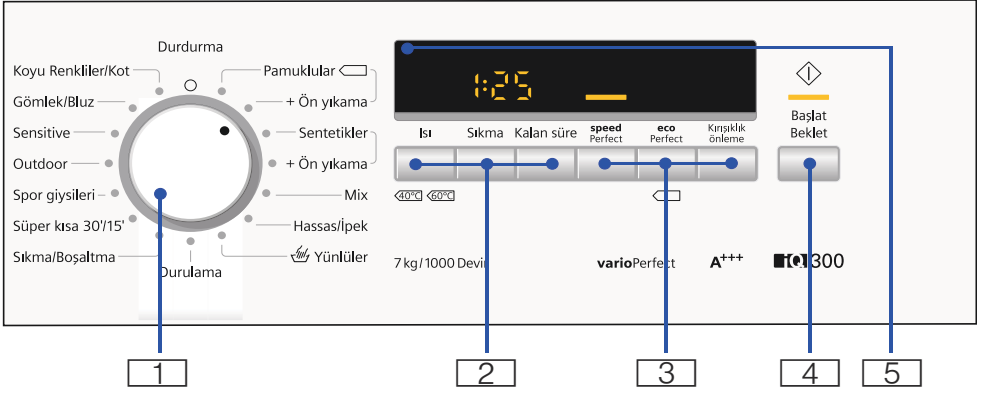 Durdurma
Koyu Renkliler/Kot
Gömlek/Bluz
Sensitive
Outdoor
Spor giysileri
Süper kısa 30'/15'
Sıkma/Boşaltma
Durulama
Pamuklular
+ Ön yıkama
Sentetikler
+ Ön yıkama
Mix
Hassas/İpek
Yünlüler
1:25
Isı
Sıkma
Kalan süre
speed
Perfect
eco
Perfect
Kırışıklık
önleme
Başlat
Beklet
40°C 60°C
7 kg/1000 Devir
varioPerfect
A+++
iQ 300
1
2
3
4
5